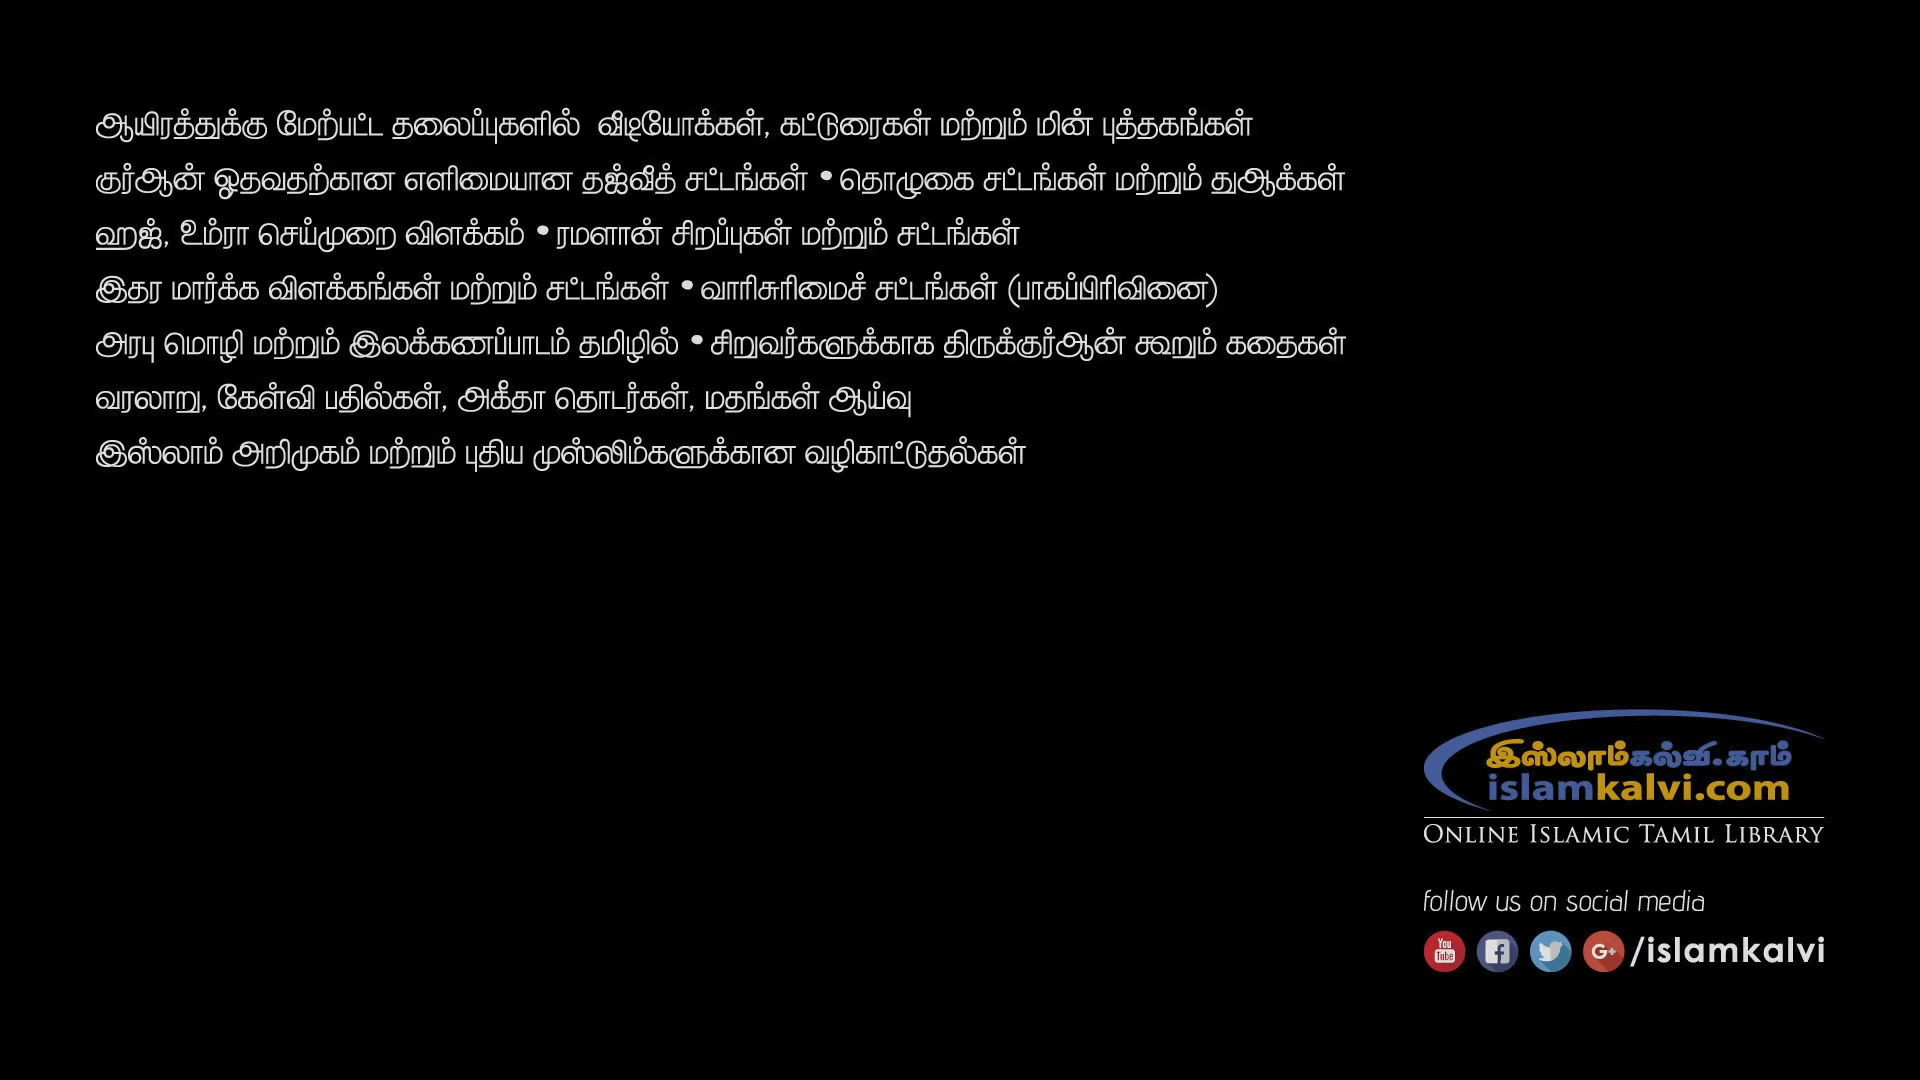 ஆயிரத்துக்கு மேற்பட்ட தலைப்புகளில் வீடியோக்கள், கட்டுரைகள் மற்றும் மின் புத்தகங்கள்
குர்ஆன் ஓதவதற்கான எளிமையான தஜ்வீத் சட்டங்கள் • தொழுகை சட்டங்கள் மற்றும் துஆக்கள்
ஹஜ், உம்ரா செய்முறை விளக்கம் • ரமளான் சிறப்புகள் மற்றும் சட்டங்கள்
இதர மார்க்க விளக்கங்கள் மற்றும் சட்டங்கள் • வாரிசுரிமைச் சட்டங்கள் (பாகப்பிரிவினை)
அரபு மொழி மற்றும் இலக்கணப்பாடம் தமிழில் • சிறுவர்களுக்காக திருக்குர்ஆன் கூறும் கதைகள்
வரலாறு, கேள்வி பதில்கள், அகீதா தொடர்கள், மதங்கள் ஆய்வு
இஸ்லாம் அறிமுகம் மற்றும் புதிய முஸ்லிம்களுக்கான வழிகாட்டுதல்கள்
இஸ்லாம்கல்வி.காம்
islamkalvi.com
ONLINE ISLAMIC TAMIL LIBRARY
follow us on social media
You Tube f G+ /islamkalvi